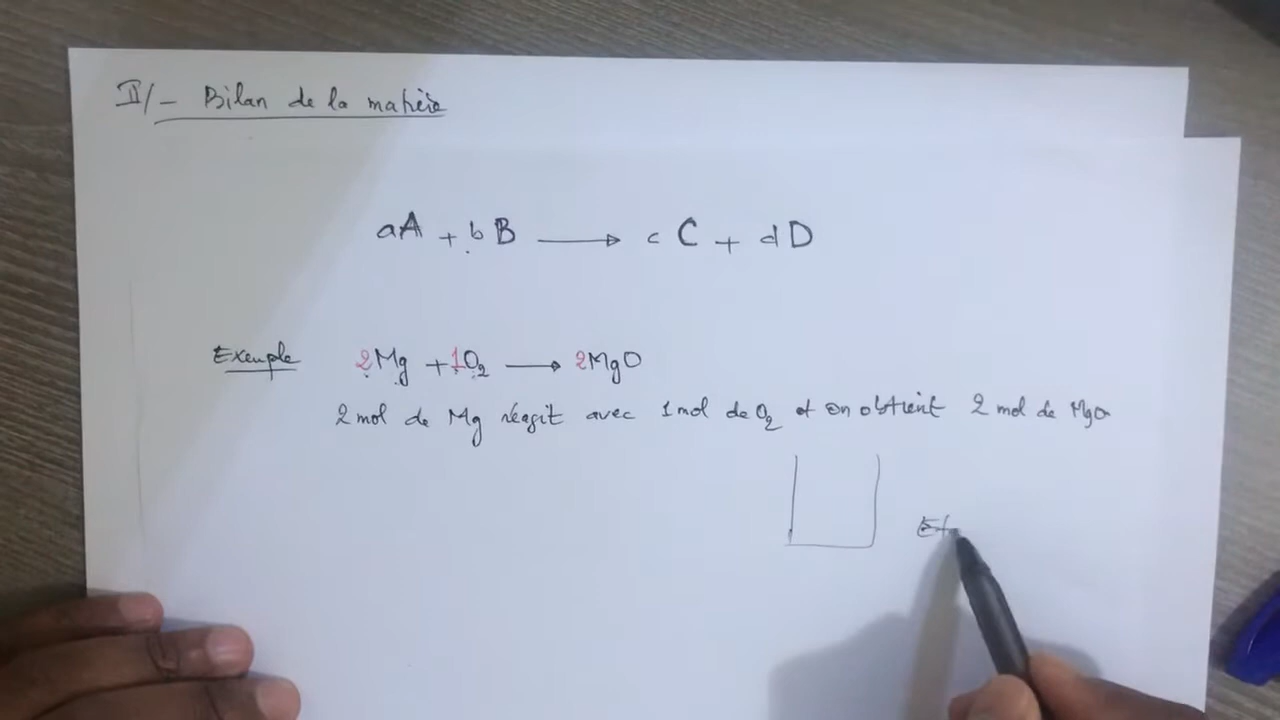 II/- Bilan de la matière
aA + bB → cC + dD
Exemple 2Mg + 1O₂ → 2MgO
2 mol de Mg réagit avec 1 mol de O₂ et on obtient 2 mol de MgO